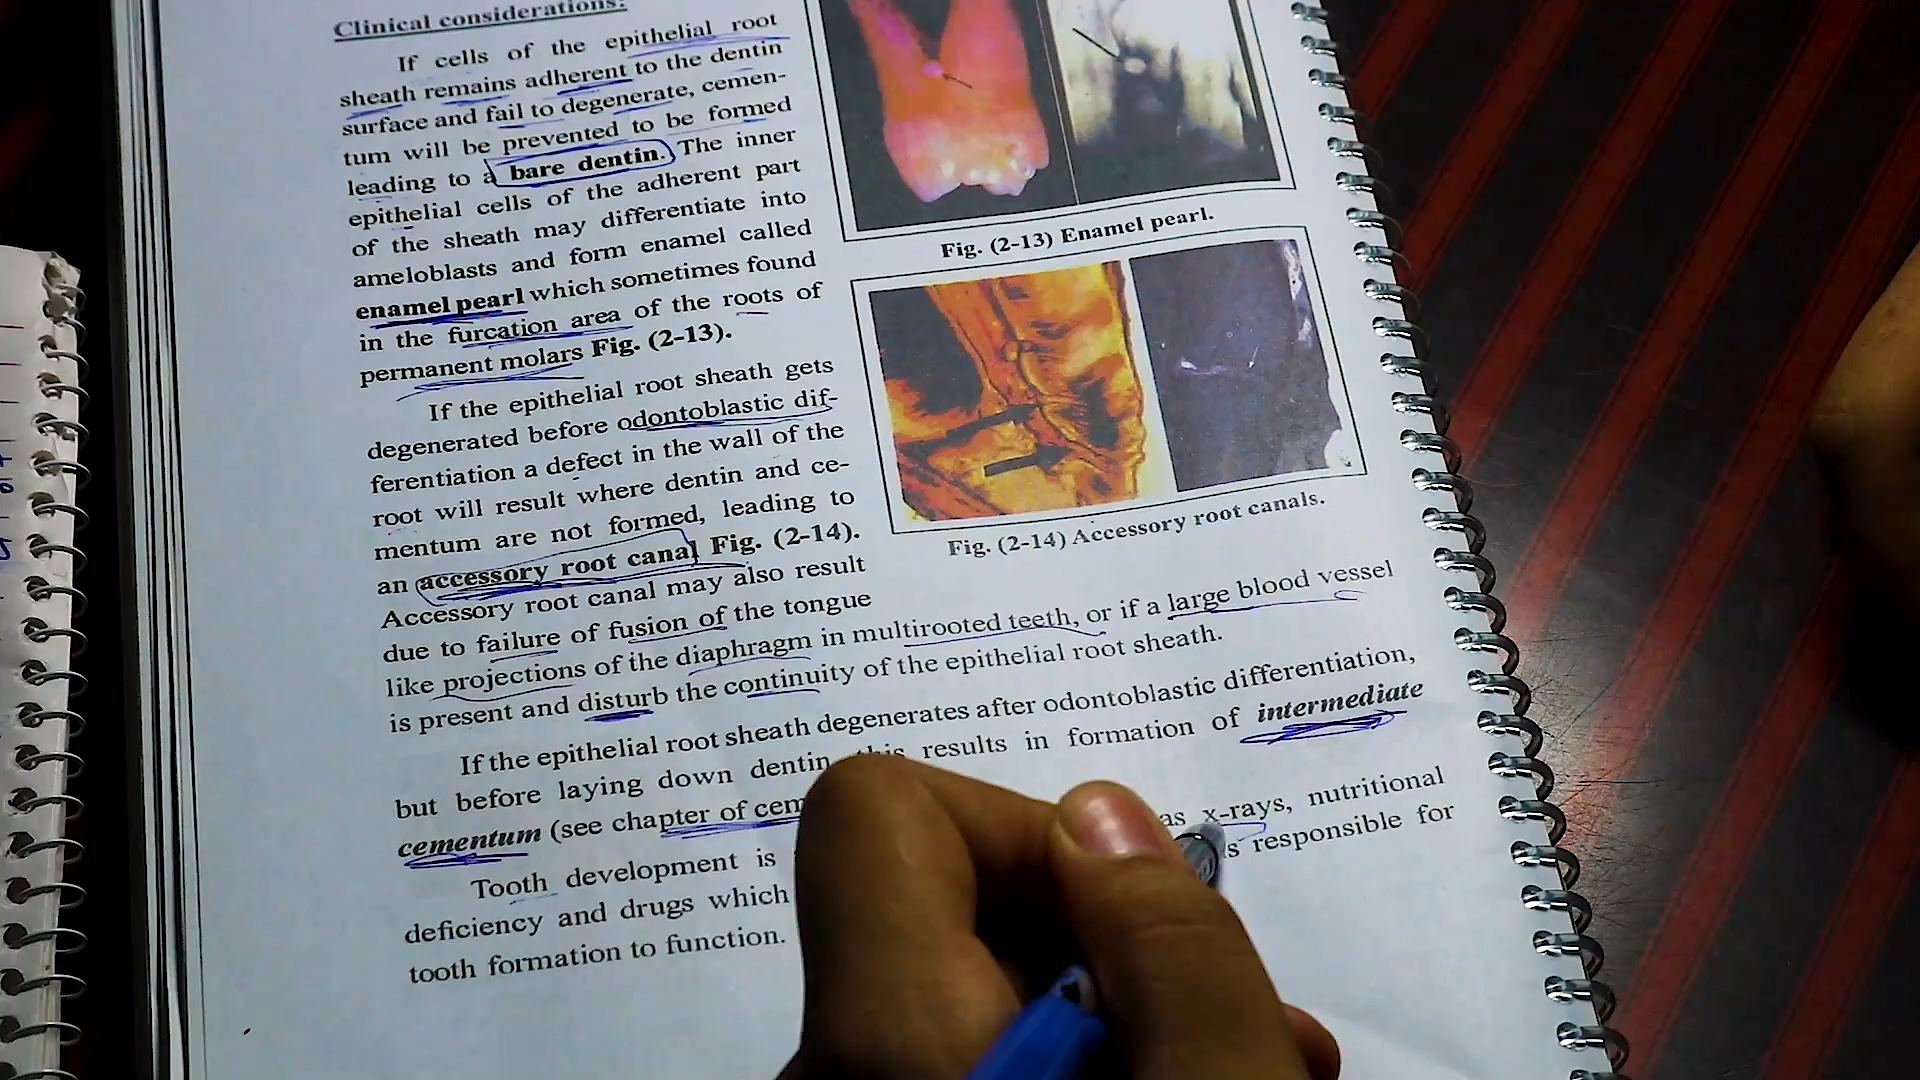 Clinical considerations:
If cells of the epithelial root
sheath remains adherent to the dentin
surface and fail to degenerate, cemen-
tum will be prevented to be formed
leading to a bare dentin. The inner
epithelial cells of the adherent part
of the sheath may differentiate into
ameloblasts and form enamel called
enamel pearl which sometimes found
in the furcation area of the roots of
permanent molars Fig. (2-13).
If the epithelial root sheath gets
degenerated before odontoblastic dif-
ferentiation a defect in the wall of the
root will result where dentin and ce-
mentum are not formed, leading to
an accessory root canal Fig. (2-14).
Accessory root canal may also result
due to failure of fusion of the tongue
like projections of the diaphragm in multirooted teeth, or if a large blood vessel
is present and disturb the continuity of the epithelial root sheath.
If the epithelial root sheath degenerates after odontoblastic differentiation,
but before laying down dentin this results in formation of intermediate
cementum (see chapter of cem
Tooth development is as x-rays, nutritional
deficiency and drugs which responsible for
tooth formation to function.
Fig. (2-13) Enamel pearl.
Fig. (2-14) Accessory root canals.